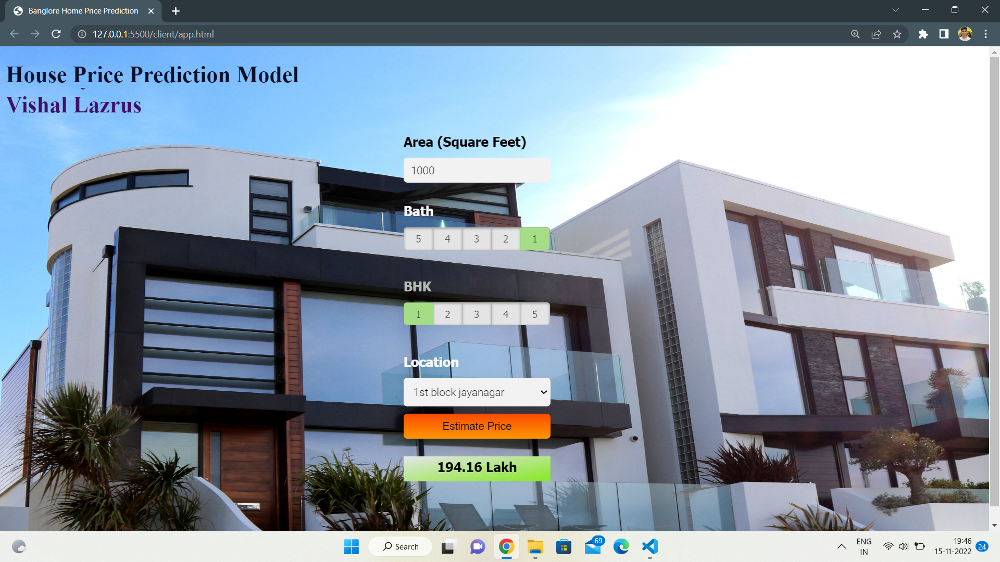 Banglore Home Price Prediction
127.0.0.1:5500/client/app.html
House Price Prediction Model
Vishal Lazrus
Area (Square Feet)
1000
Bath
5 4 3 2 1
BHK
1 2 3 4 5
Location
1st block jayanagar
Estimate Price
194.16 Lakh
Search
69
ENG
IN
19:46
15-11-2022
24